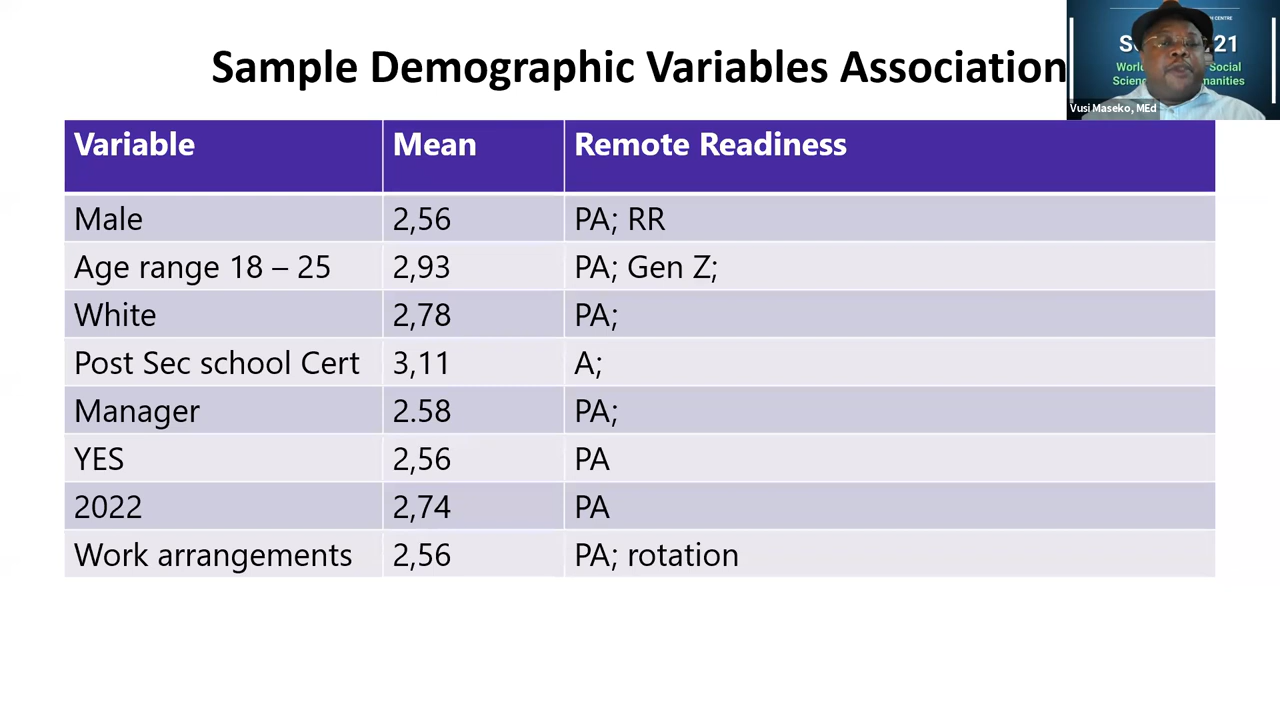 Sample Demographic Variables Association
Vusi Maseko, MEd
Variable Mean Remote Readiness
Male 2,56 PA; RR
Age range 18 – 25 2,93 PA; Gen Z;
White 2,78 PA;
Post Sec school Cert 3,11 A;
Manager 2.58 PA;
YES 2,56 PA
2022 2,74 PA
Work arrangements 2,56 PA; rotation